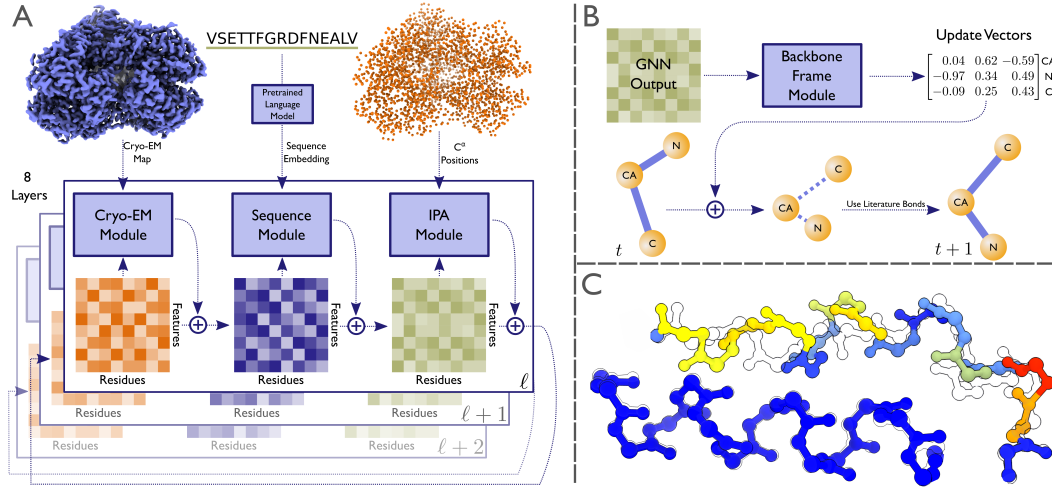 A
VSETTFGRDFNEALV
Pretrained
Language
Model
Cryo-EM
Map
Sequence
Embedding
Cα
Positions
8
Layers
Cryo-EM
Module
Sequence
Module
IPA
Module
Features
Features
Features
Residues
Residues
Residues
ℓ
Residues
Residues
Residues
ℓ + 1
Residues
Residues
Residues
ℓ + 2
B
GNN
Output
Backbone
Frame
Module
Update Vectors
0.04 0.62 −0.59 CA
−0.97 0.34 0.49 N
−0.09 0.25 0.43 C
N
CA
C
t
C
CA
N
Use Literature Bonds
C
CA
N
t + 1
C